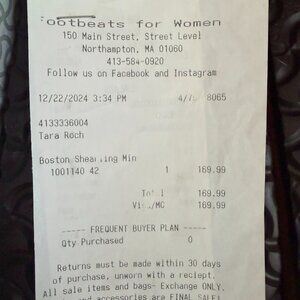 Footbeats for Women
150 Main Street, Street Level
Northampton, MA 01060
413-584-0920
Follow us on Facebook and Instagram
12/22/2024 3:34 PM 8065
4133336004
Tara Roch
Boston Min
1001140 42 1 169.99
169.99
169.99
----- FREQUENT BUYER PLAN -----
Qty Purchased 0
Returns must be made within 30 days
of purchase, unworn with a reciept.
All sale items and bags- Exchange ONLY.
and accessories are FINAL SALE!